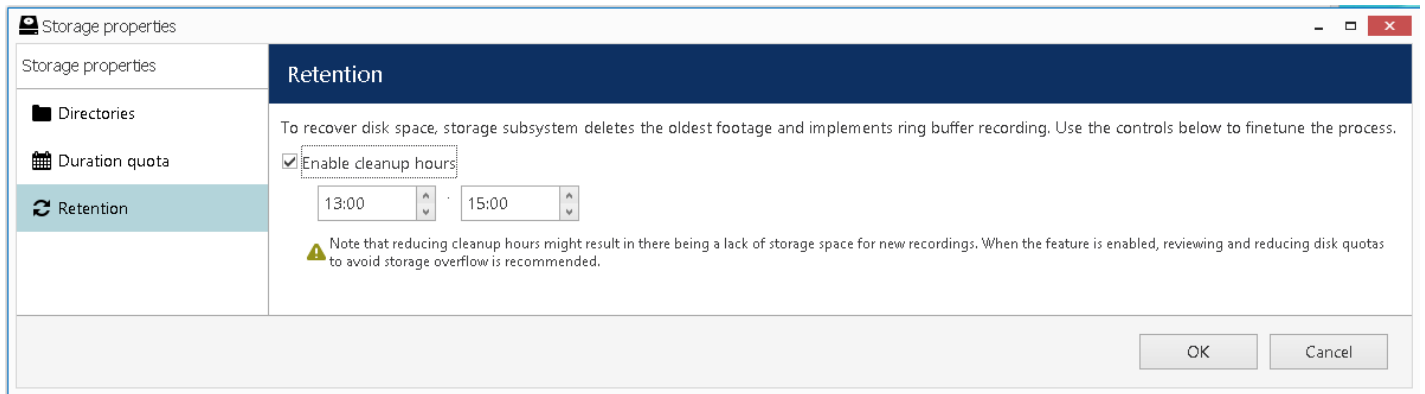 Storage properties
Storage properties
Directories
Duration quota
Retention
Retention
To recover disk space, storage subsystem deletes the oldest footage and implements ring buffer recording. Use the controls below to finetune the process.
Enable cleanup hours
13:00 - 15:00
Note that reducing cleanup hours might result in there being a lack of storage space for new recordings. When the feature is enabled, reviewing and reducing disk quotas
to avoid storage overflow is recommended.
OK Cancel